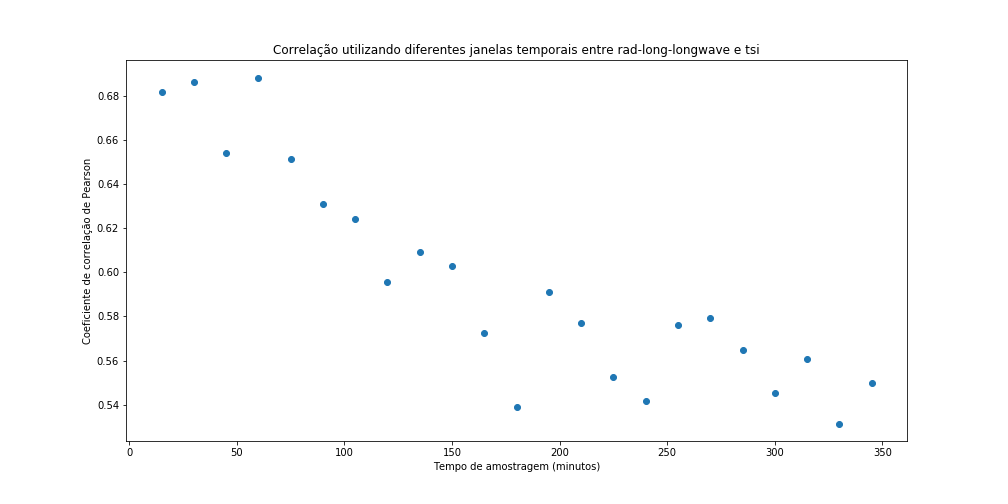 Correlação utilizando diferentes janelas temporais entre rad-long-longwave e tsi
Coeficiente de correlação de Pearson
0.68
0.66
0.64
0.62
0.60
0.58
0.56
0.54
0 50 100 150 200 250 300 350
Tempo de amostragem (minutos)